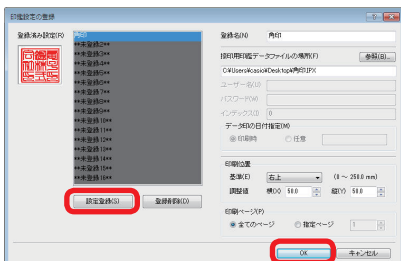 印鑑設定の登録
登録済み設定(R)
角印
**未登録2**
**未登録3**
**未登録4**
**未登録5**
**未登録6**
**未登録7**
**未登録8**
**未登録9**
**未登録10**
**未登録11**
**未登録12**
**未登録13**
**未登録14**
**未登録15**
**未登録16**
設定登録(S)
登録削除(D)
登録名(N) 角印
捺印用印鑑データファイルの場所(F) 参照(B)...
C:¥Users¥casio¥Desktop¥角印.IPX
ユーザー名(U)
パスワード(W)
インデックス(I) 0
データ印の日付指定(M)
印刷時 任意
印刷位置
基準(E) 右上 (0 ～ 250.0 mm)
調整値 横(X) 50.0 縦(Y) 50.0
印刷ページ(P)
全てのページ 指定ページ 1
OK キャンセル